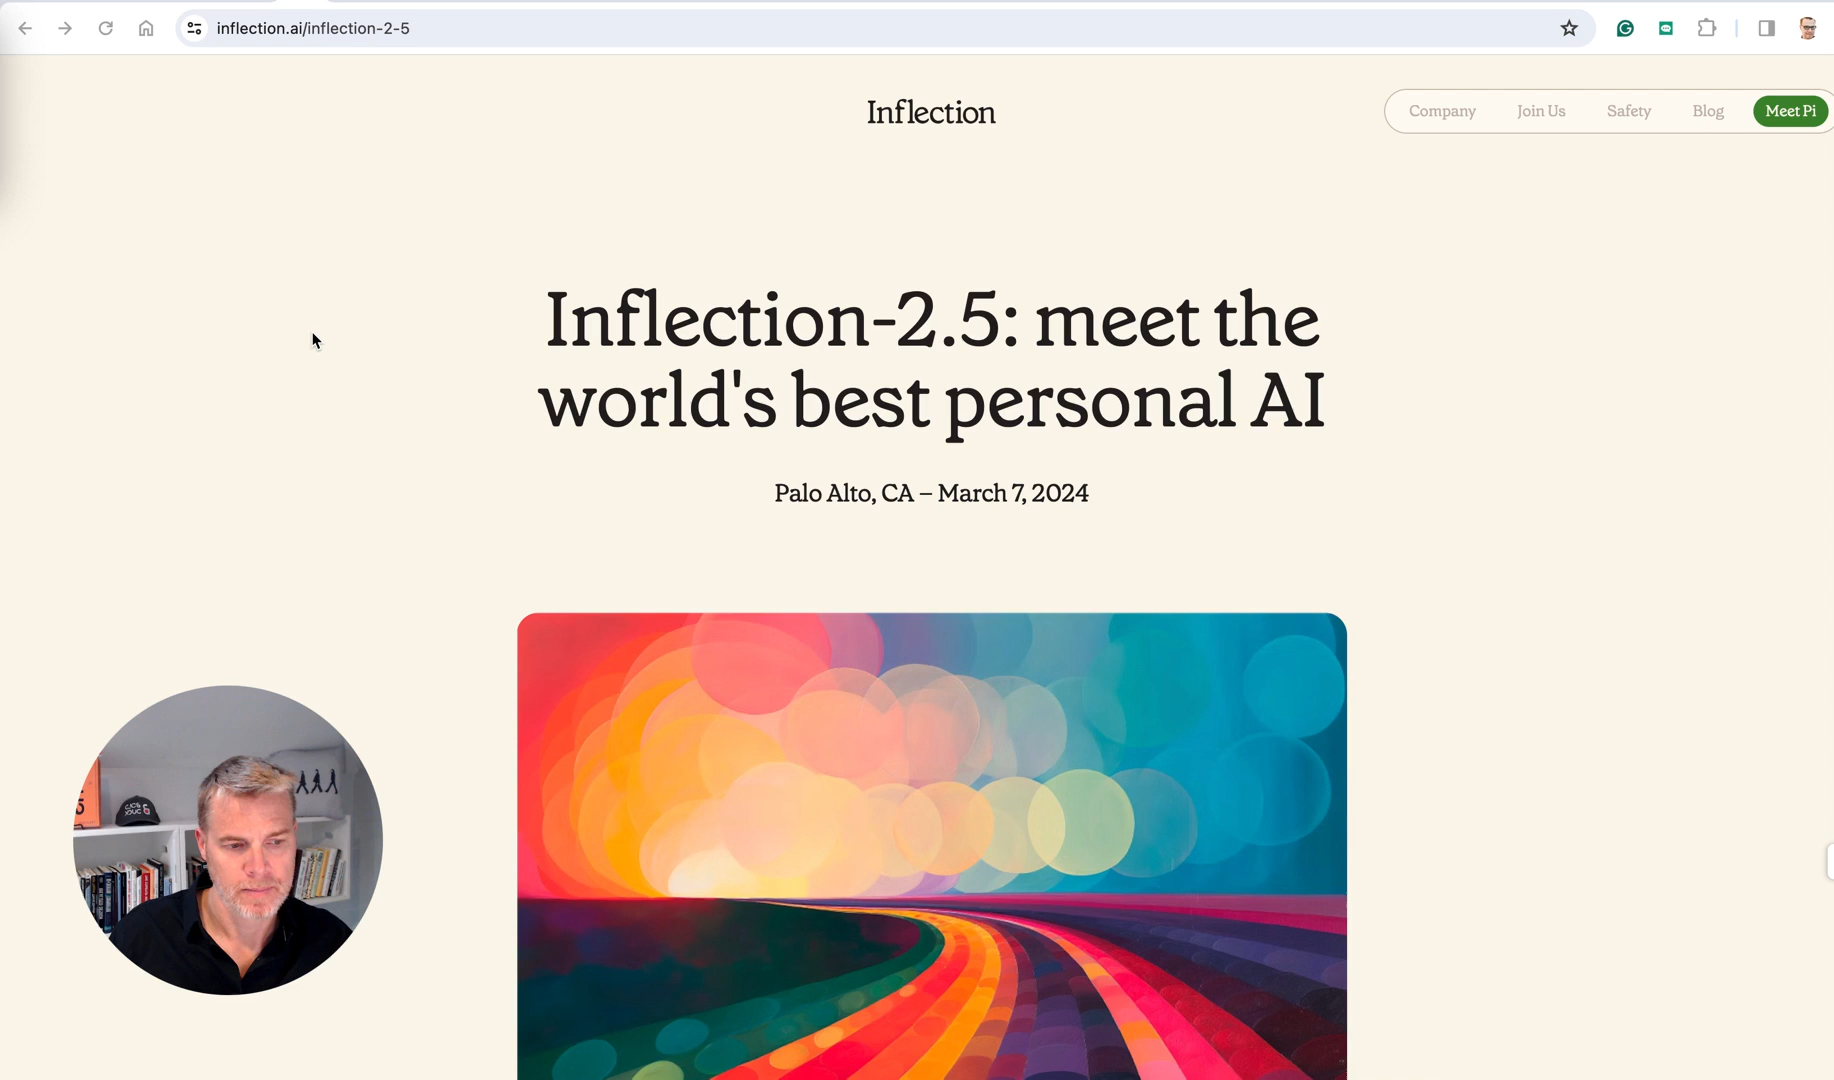 inflection.ai/inflection-2-5
Inflection
Company Join Us Safety Blog Meet Pi
Inflection-2.5: meet the
world's best personal AI
Palo Alto, CA – March 7, 2024